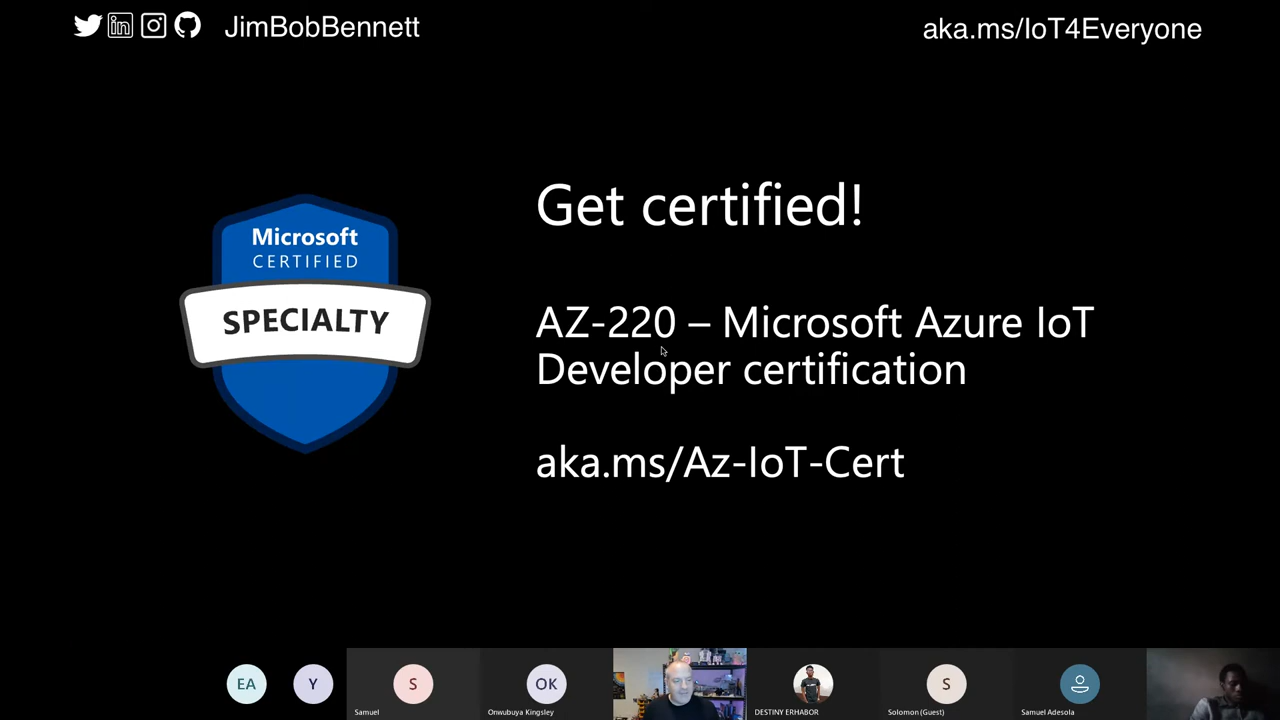 JimBobBennett
aka.ms/IoT4Everyone
Microsoft
CERTIFIED
SPECIALTY
Get certified!
AZ-220 – Microsoft Azure IoT
Developer certification
aka.ms/Az-IoT-Cert
EA
Y
S
Samuel
OK
Onwubuya Kingsley
DESTINY ERHABOR
S
Solomon (Guest)
Samuel Adesola